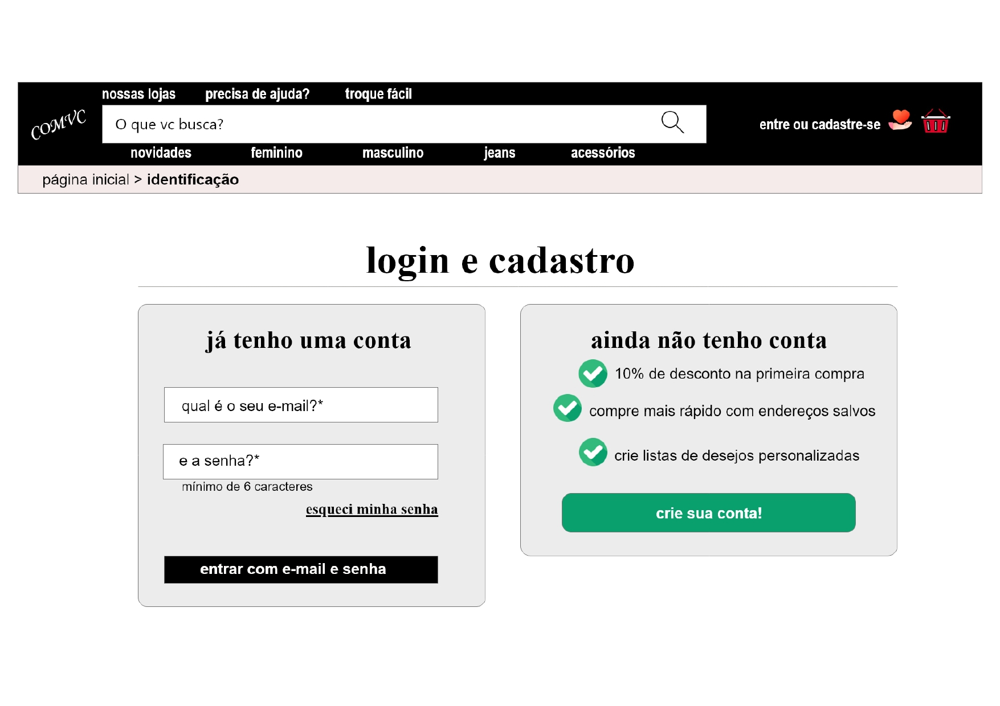 nossas lojas precisa de ajuda? troque fácil
COMVC
O que vc busca?
entre ou cadastre-se
novidades feminino masculino jeans acessórios
página inicial > identificação
login e cadastro
já tenho uma conta
qual é o seu e-mail?*
e a senha?*
mínimo de 6 caracteres
esqueci minha senha
entrar com e-mail e senha
ainda não tenho conta
10% de desconto na primeira compra
compre mais rápido com endereços salvos
crie listas de desejos personalizadas
crie sua conta!